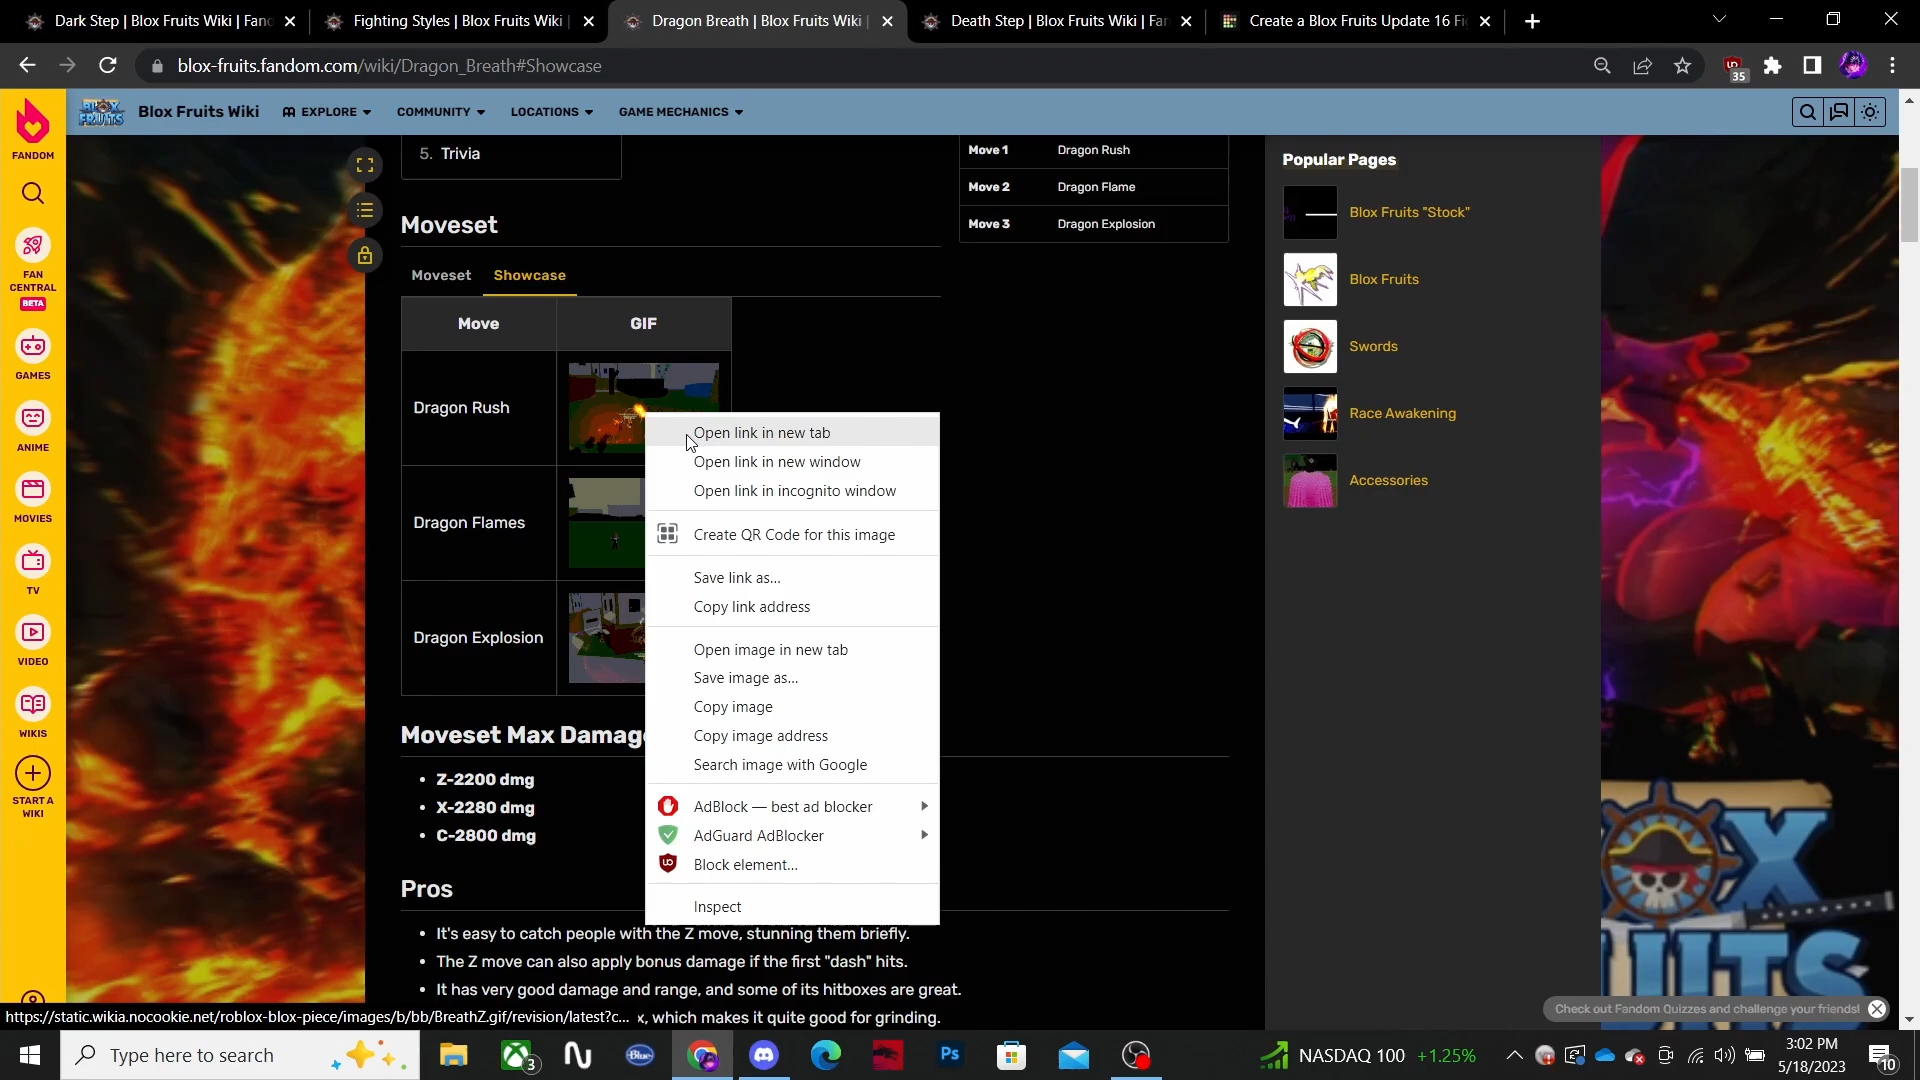 Dark Step | Blox Fruits Wiki | Fand
Fighting Styles | Blox Fruits Wiki |
Dragon Breath | Blox Fruits Wiki |
Death Step | Blox Fruits Wiki | Fan
Create a Blox Fruits Update 16 Fi
blox-fruits.fandom.com/wiki/Dragon_Breath#Showcase
35
FANDOM
BLOX FRUITS
Blox Fruits Wiki
EXPLORE
COMMUNITY
LOCATIONS
GAME MECHANICS
5. Trivia
Move 1 Dragon Rush
Move 2 Dragon Flame
Move 3 Dragon Explosion
Popular Pages
Blox Fruits "Stock"
Blox Fruits
Swords
Race Awakening
Accessories
FAN CENTRAL
BETA
GAMES
ANIME
MOVIES
TV
VIDEO
WIKIS
START A WIKI
Moveset
Moveset Showcase
Move GIF
Dragon Rush
Dragon Flames
Dragon Explosion
Open link in new tab
Open link in new window
Open link in incognito window
Create QR Code for this image
Save link as...
Copy link address
Open image in new tab
Save image as...
Copy image
Copy image address
Search image with Google
AdBlock — best ad blocker
AdGuard AdBlocker
Block element...
Inspect
Moveset Max Damag
• Z-2200 dmg
• X-2280 dmg
• C-2800 dmg
Pros
• It's easy to catch people with the Z move, stunning them briefly.
• The Z move can also apply bonus damage if the first "dash" hits.
• It has very good damage and range, and some of its hitboxes are great.
x, which makes it quite good for grinding.
https://static.wikia.nocookie.net/roblox-blox-piece/images/b/bb/BreathZ.gif/revision/latest?c...
Check out Fandom Quizzes and challenge your friends!
Type here to search
3
Blue
Ps
NASDAQ 100 +1.25%
3:02 PM
5/18/2023
10